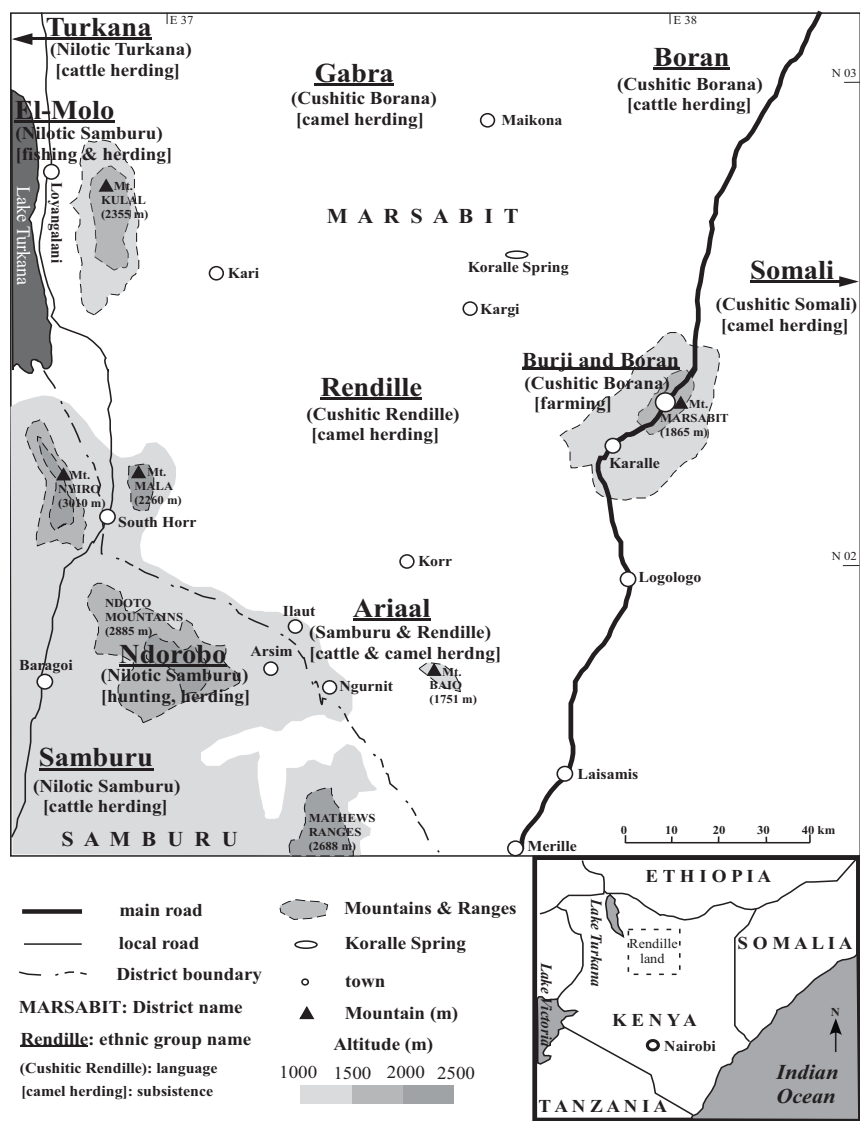 E 37
E 38
Turkana
(Nilotic Turkana)
[cattle herding]
Gabra
(Cushitic Borana)
[camel herding]
Boran
(Cushitic Borana)
[cattle herding]
N 03
El-Molo
(Nilotic Samburu)
[fishing & herding]
Maikona
Mt.
KULAL
(2355 m)
Loyangalani
Lake Turkana
MARSABIT
Kari
Koralle Spring
Kargi
Somali
(Cushitic Somali)
[camel herding]
Burji and Boran
(Cushitic Borana)
[farming]
Mt.
MARSABIT
(1865 m)
Karalle
Rendille
(Cushitic Rendille)
[camel herding]
Mt.
NYIRO
(3010 m)
Mt.
MALA
(2260 m)
South Horr
Korr
N 02
Logologo
NDOTO
MOUNTAINS
(2885 m)
Ilaut
Ariaal
(Samburu & Rendille)
[cattle & camel herdng]
Arsim
Ndorobo
(Nilotic Samburu)
[hunting, herding]
Baragoi
Ngurnit
Mt.
BAIO
(1751 m)
Samburu
(Nilotic Samburu)
[cattle herding]
SAMBURU
MATHEWS
RANGES
(2688 m)
Laisamis
Merille
0 10 20 30 40 km
main road
local road
District boundary
MARSABIT: District name
Rendille: ethnic group name
(Cushitic Rendille): language
[camel herding]: subsistence
Mountains & Ranges
Koralle Spring
town
Mountain (m)
Altitude (m)
1000 1500 2000 2500
ETHIOPIA
Lake Turkana
Rendille
land
SOMALIA
Lake Victoria
KENYA
Nairobi
N
Indian
Ocean
TANZANIA